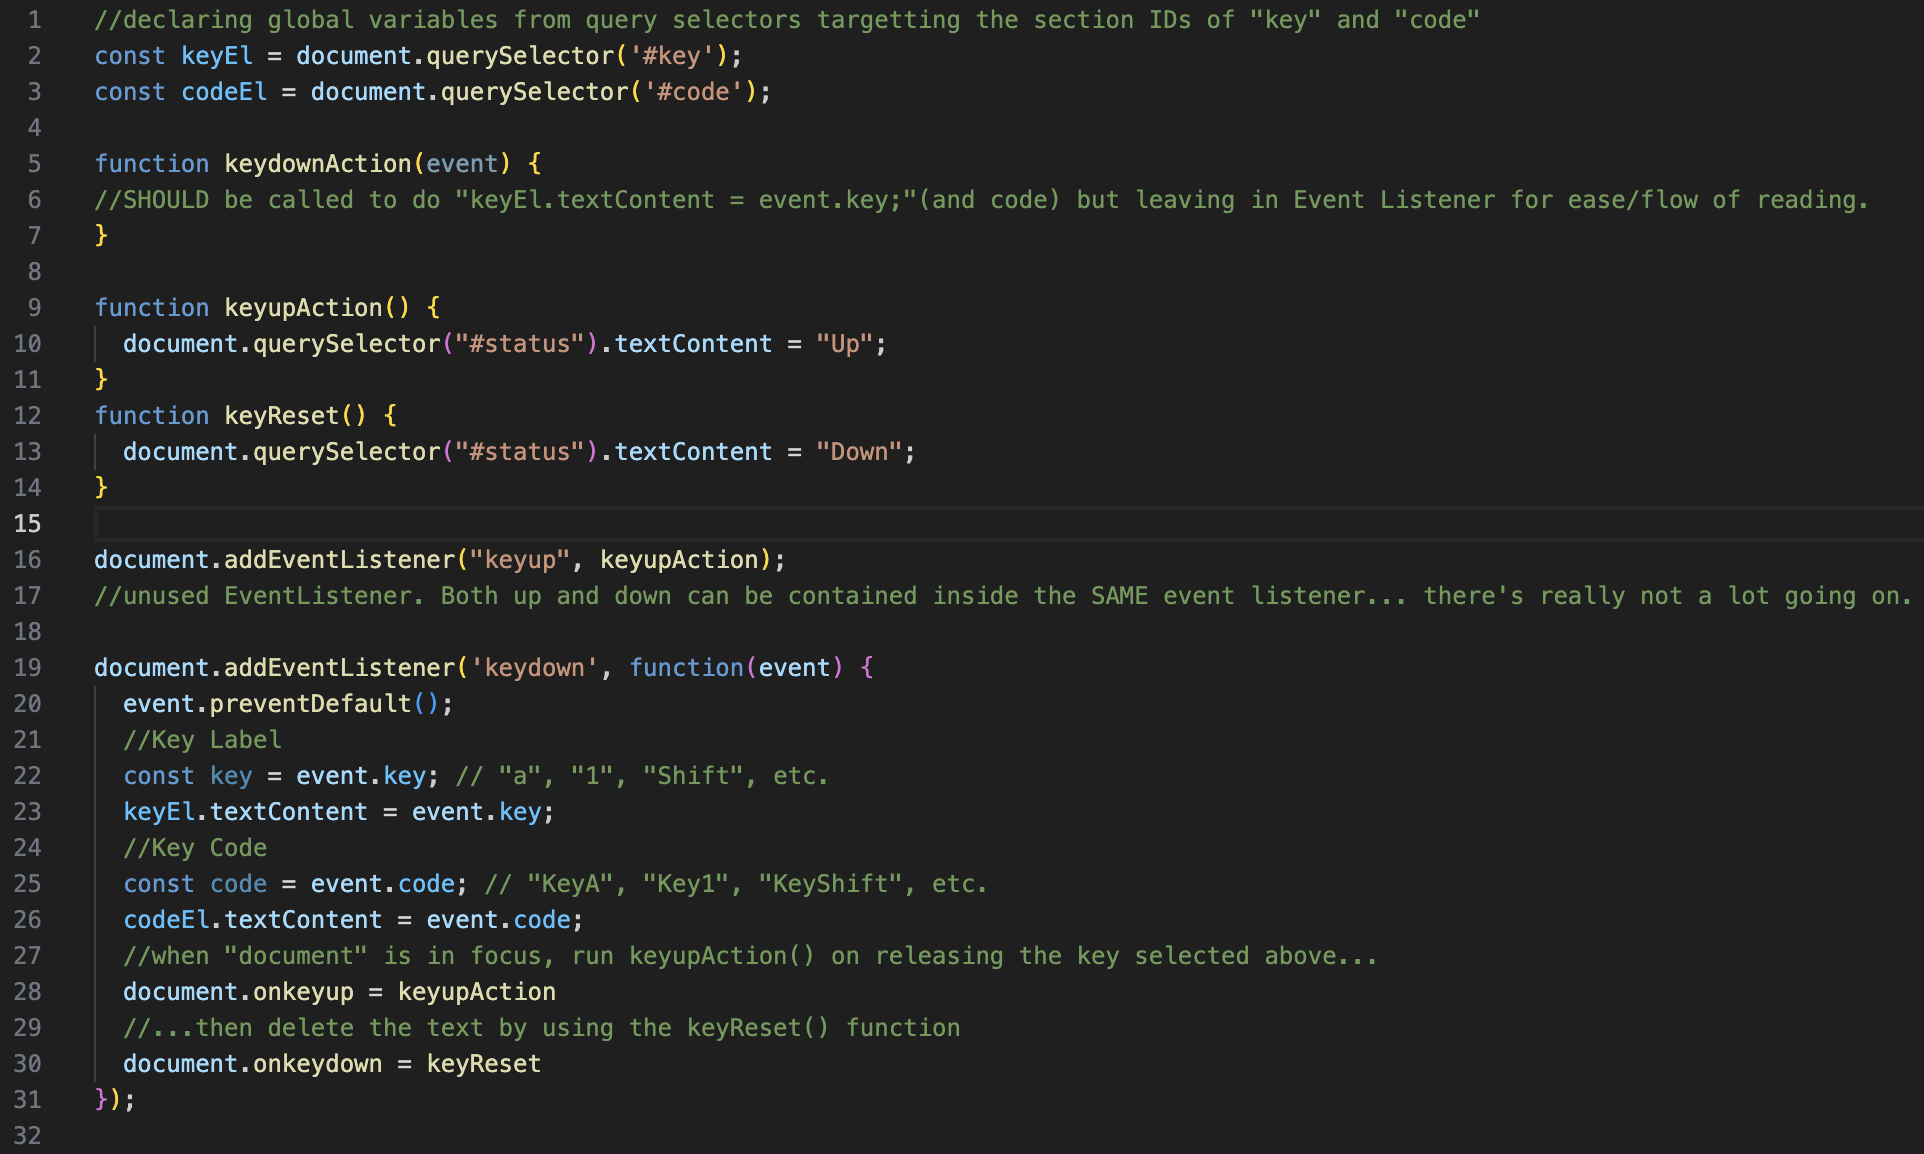 1 //declaring global variables from query selectors targetting the section IDs of "key" and "code"
2 const keyEl = document.querySelector('#key');
3 const codeEl = document.querySelector('#code');
4
5 function keydownAction(event) {
6 //SHOULD be called to do "keyEl.textContent = event.key;"(and code) but leaving in Event Listener for ease/flow of reading.
7 }
8
9 function keyupAction() {
10   document.querySelector("#status").textContent = "Up";
11 }
12 function keyReset() {
13   document.querySelector("#status").textContent = "Down";
14 }
15
16 document.addEventListener("keyup", keyupAction);
17 //unused EventListener. Both up and down can be contained inside the SAME event listener... there's really not a lot going on.
18
19 document.addEventListener('keydown', function(event) {
20   event.preventDefault();
21   //Key Label
22   const key = event.key; // "a", "1", "Shift", etc.
23   keyEl.textContent = event.key;
24   //Key Code
25   const code = event.code; // "KeyA", "Key1", "KeyShift", etc.
26   codeEl.textContent = event.code;
27   //when "document" is in focus, run keyupAction() on releasing the key selected above...
28   document.onkeyup = keyupAction
29   //...then delete the text by using the keyReset() function
30   document.onkeydown = keyReset
31 });
32